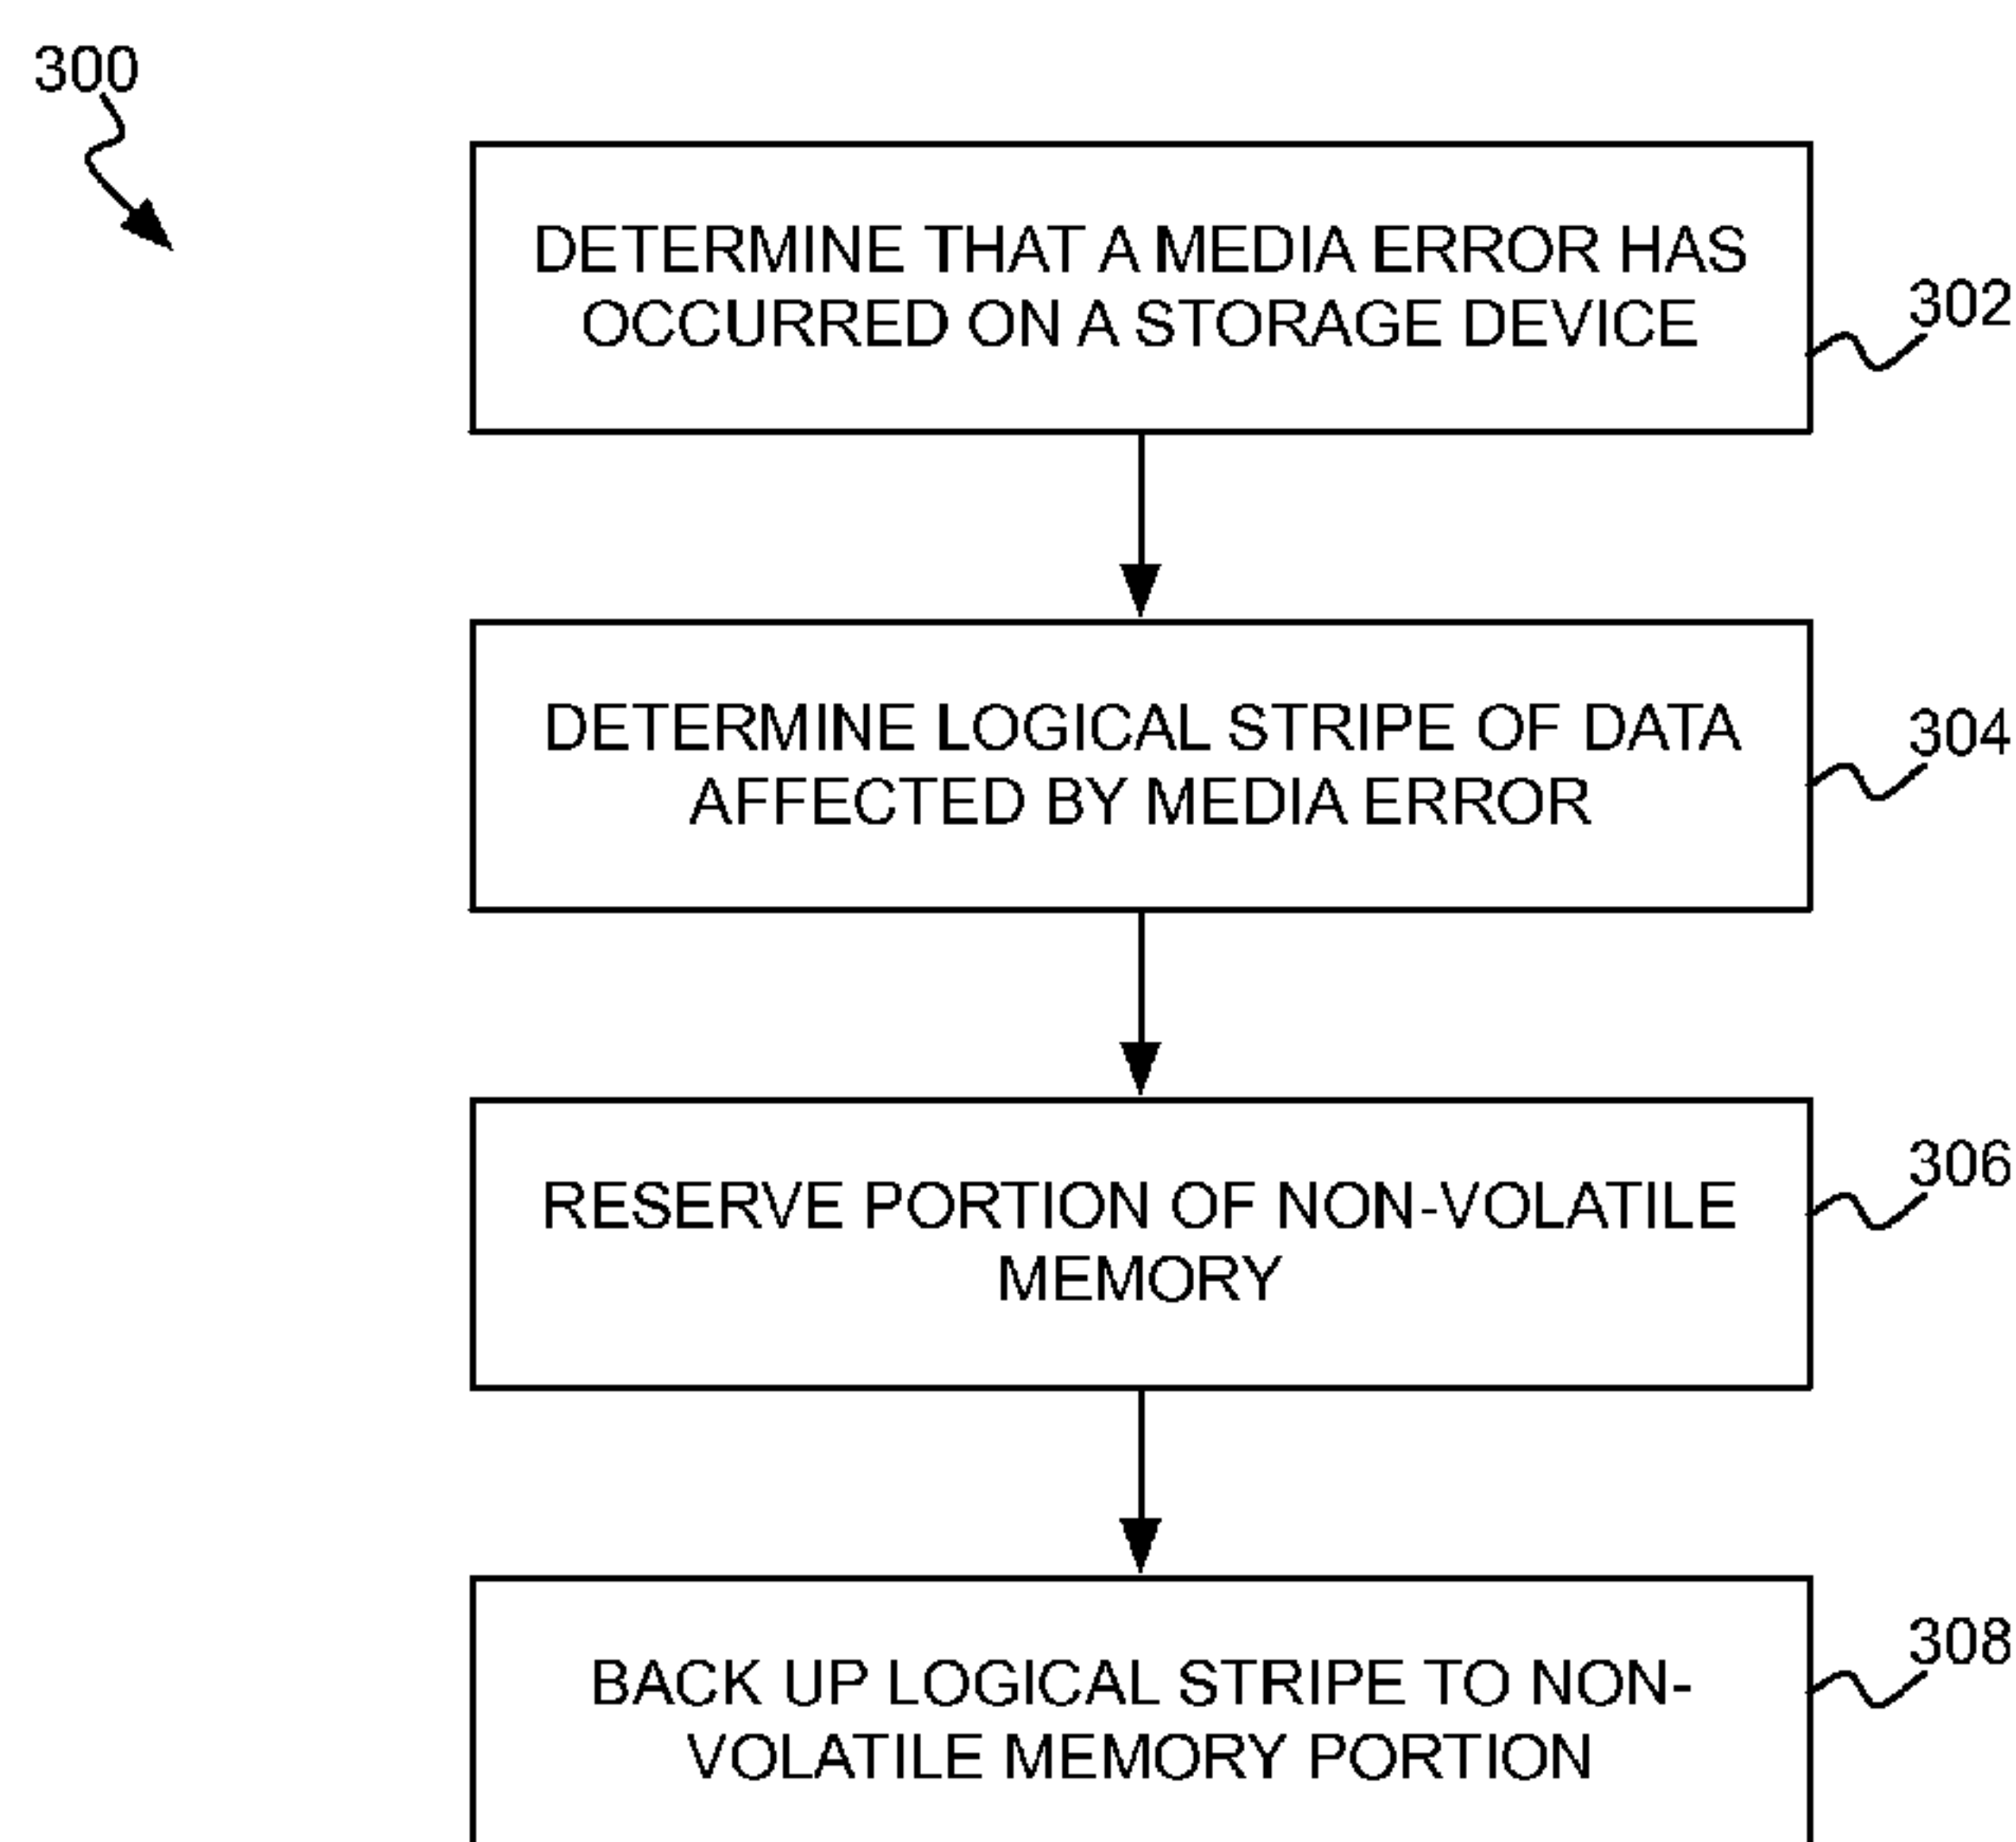 300
DETERMINE THAT A MEDIA ERROR HAS
OCCURRED ON A STORAGE DEVICE
302
DETERMINE LOGICAL STRIPE OF DATA
AFFECTED BY MEDIA ERROR
304
RESERVE PORTION OF NON-VOLATILE
MEMORY
306
BACK UP LOGICAL STRIPE TO NON-
VOLATILE MEMORY PORTION
308